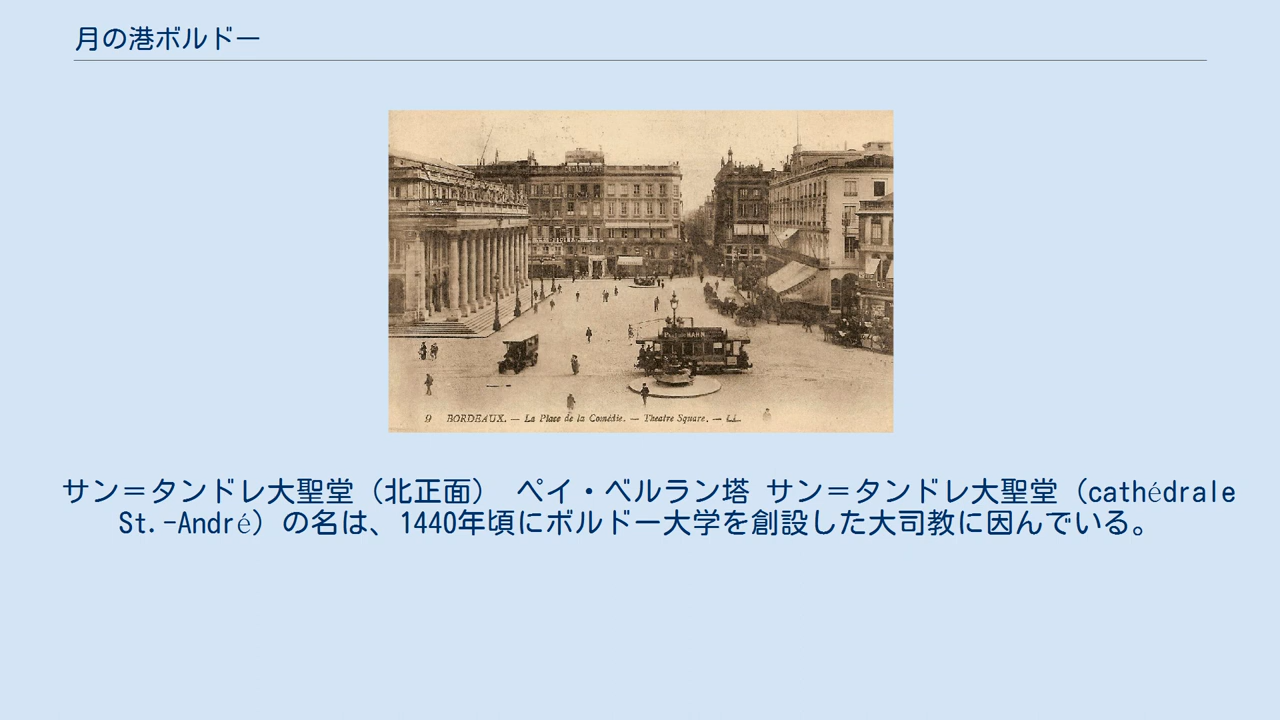 月の港ボルドー
9 BORDEAUX. — La Place de la Comédie. — Theatre Square. — LL
サン＝タンドレ大聖堂（北正面） ペイ・ベルラン塔 サン＝タンドレ大聖堂（cathédrale
St.-André）の名は、1440年頃にボルドー大学を創設した大司教に因んでいる。